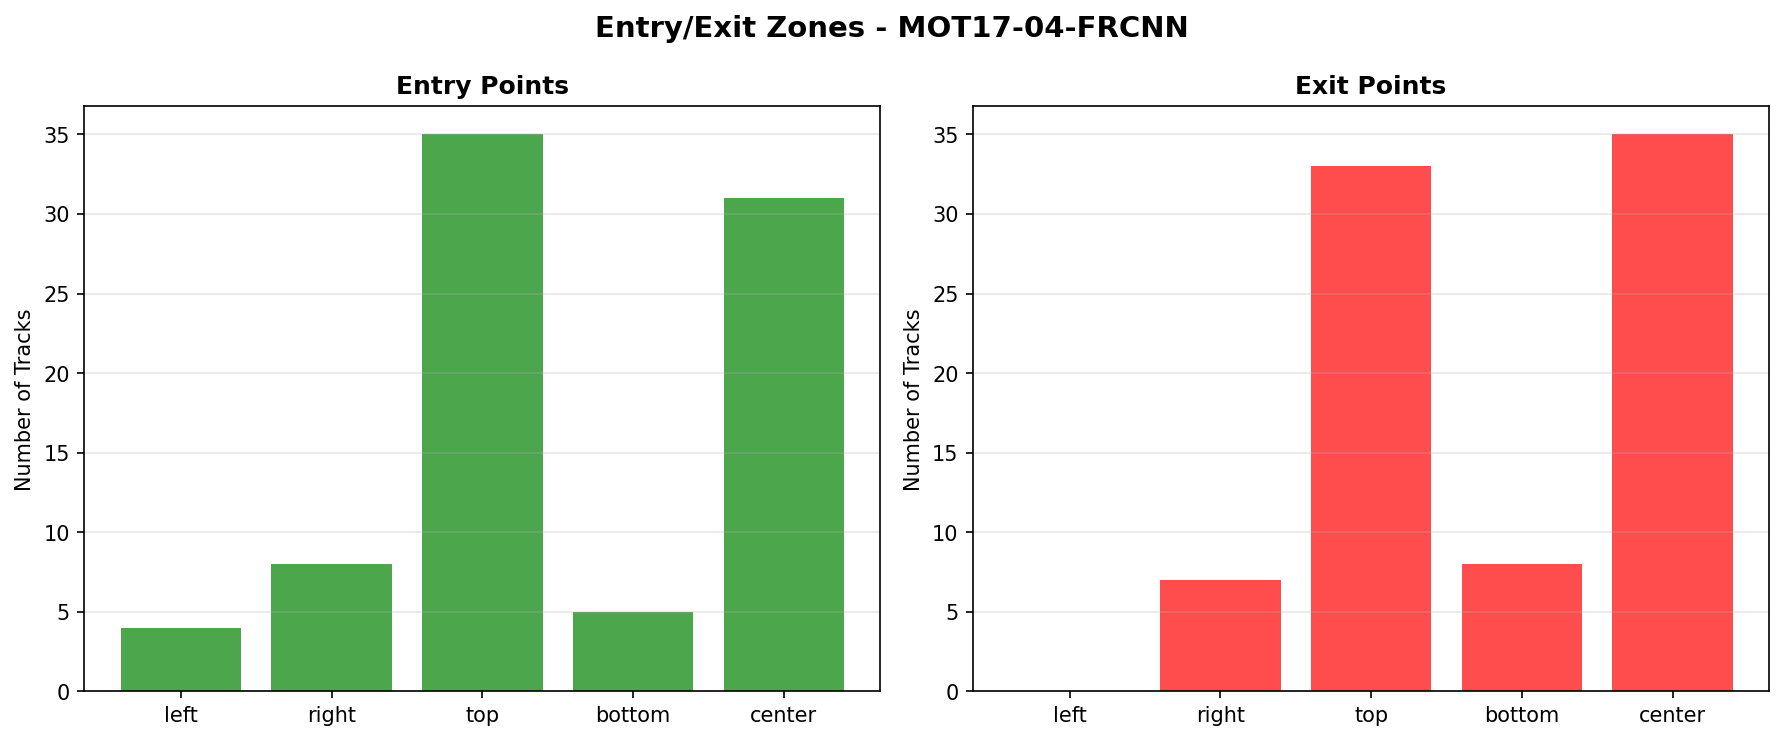 Entry/Exit Zones - MOT17-04-FRCNN
Entry Points
Number of Tracks
35
30
25
20
15
10
5
0
left right top bottom center
Exit Points
Number of Tracks
35
30
25
20
15
10
5
0
left right top bottom center